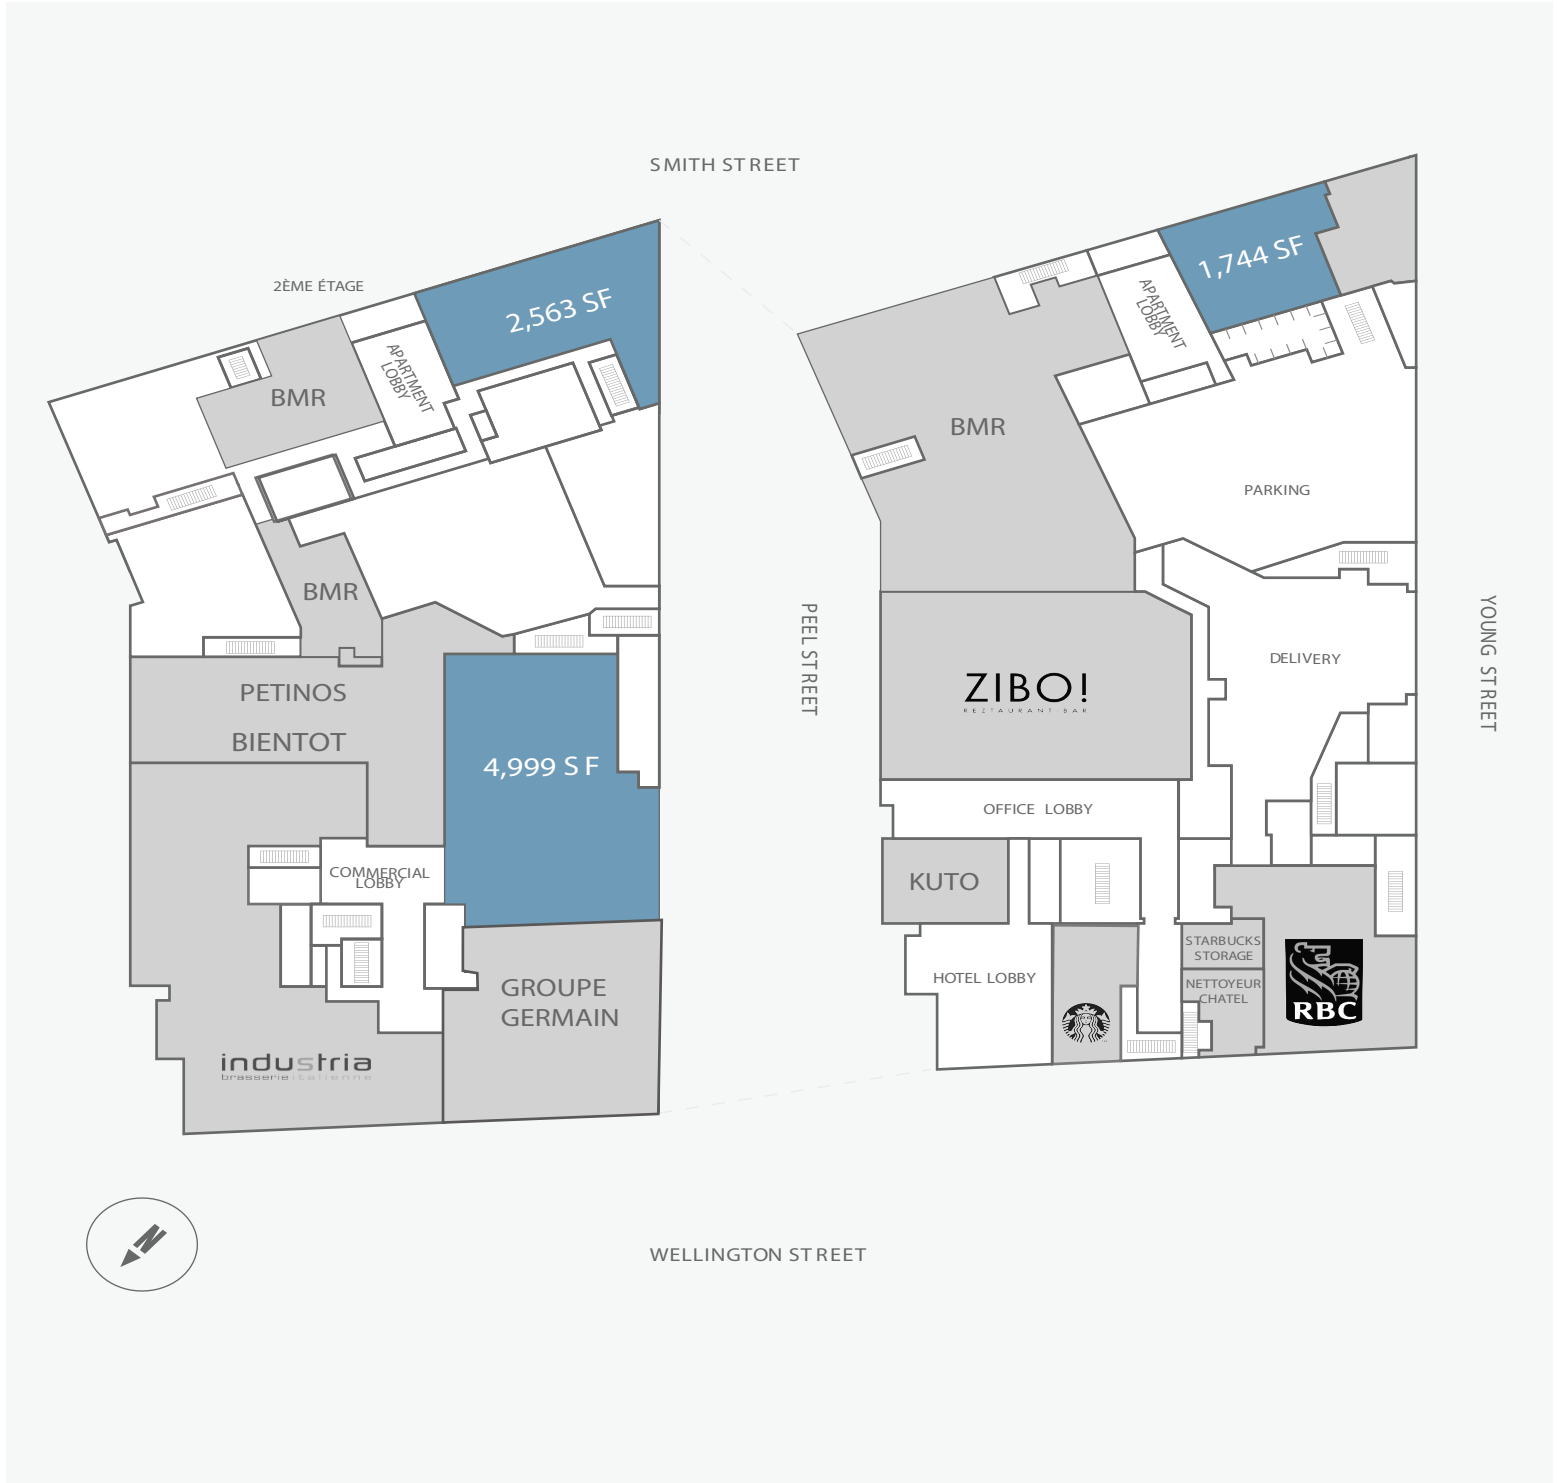 SMITH STREET
2ÈME ÉTAGE
2,563 SF
APARTMENT
LOBBY
BMR
BMR
PETINOS
BIENTOT
4,999 SF
COMMERCIAL
LOBBY
GROUPE
GERMAIN
industria
brasserie italienne
PEEL STREET
1,744 SF
APARTMENT
LOBBY
BMR
PARKING
ZIBO!
REZTAURANT-BAR
DELIVERY
YOUNG STREET
OFFICE LOBBY
KUTO
STARBUCKS
STORAGE
HOTEL LOBBY
NETTOYEUR
CHATEL
RBC
N
WELLINGTON STREET